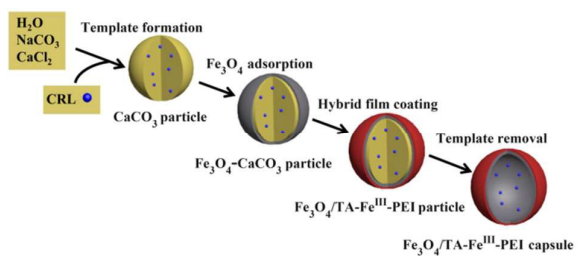 H₂O
NaCO₃
CaCl₂
CRL
Template formation
CaCO₃ particle
Fe₃O₄ adsorption
Fe₃O₄-CaCO₃ particle
Hybrid film coating
Fe₃O₄/TA-Feᴵᴵᴵ-PEI particle
Template removal
Fe₃O₄/TA-Feᴵᴵᴵ-PEI capsule